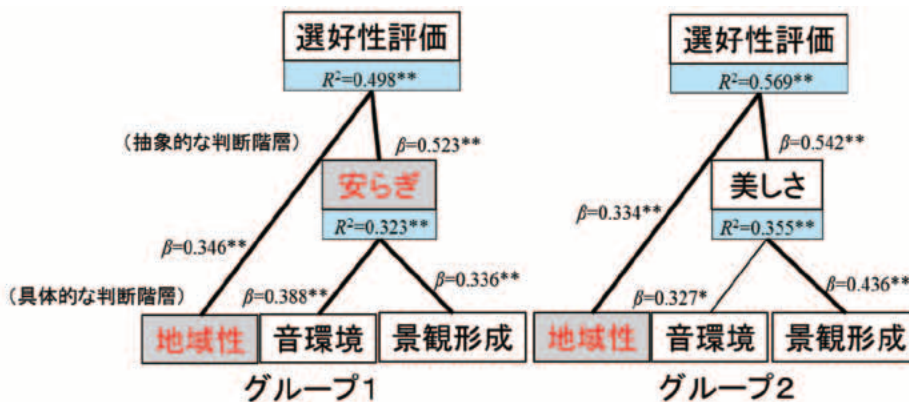 選好性評価
R²=0.498**
(抽象的な判断階層)
β=0.523**
安らぎ
R²=0.323**
β=0.346**
(具体的な判断階層)
β=0.388**
β=0.336**
地域性
音環境
景観形成
グループ1
選好性評価
R²=0.569**
β=0.542**
美しさ
R²=0.355**
β=0.334**
β=0.327*
β=0.436**
地域性
音環境
景観形成
グループ2